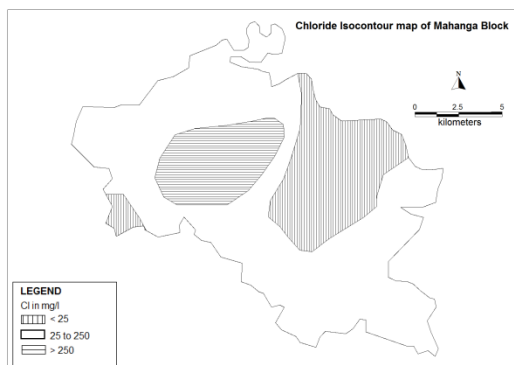 Chloride Isocontour map of Mahanga Block
N
0 2.5 5
kilometers
LEGEND
Cl in mg/l
< 25
25 to 250
> 250